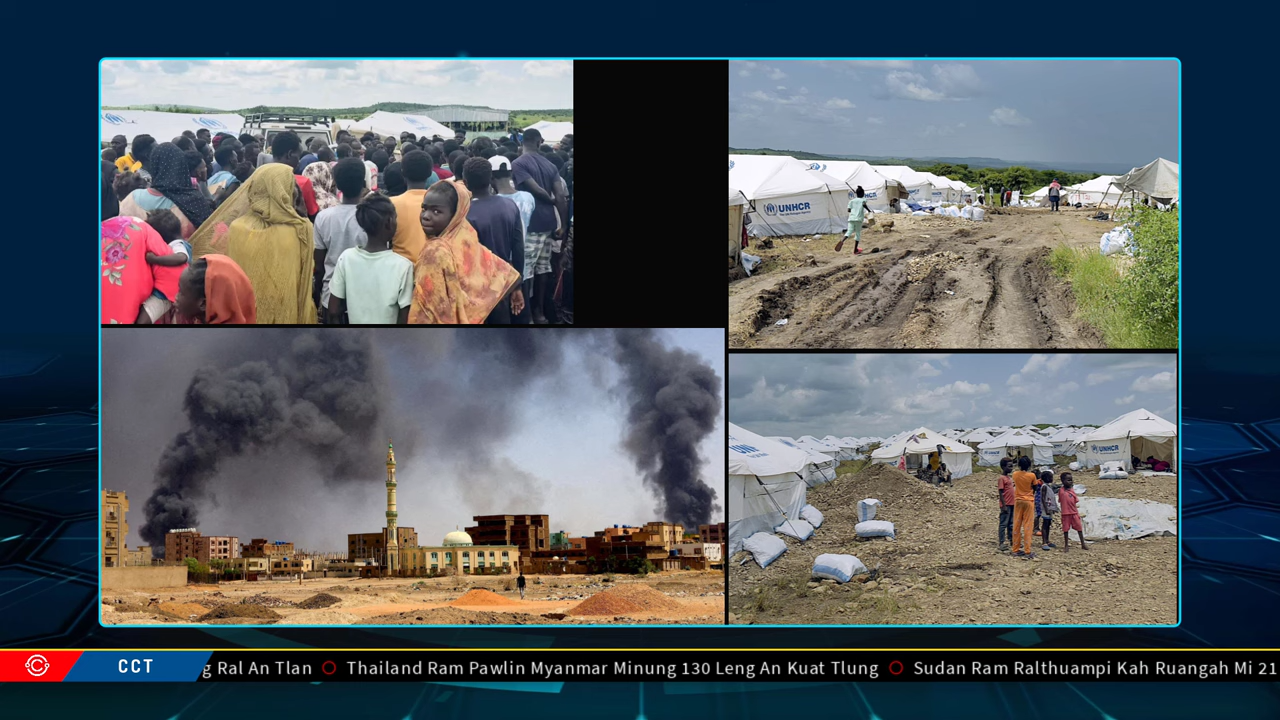 UNHCR
UNHCR
UNHCR
CCT
g Ral An Tlan
Thailand Ram Pawlin Myanmar Minung 130 Leng An Kuat Tlung
Sudan Ram Ralthuampi Kah Ruangah Mi 21